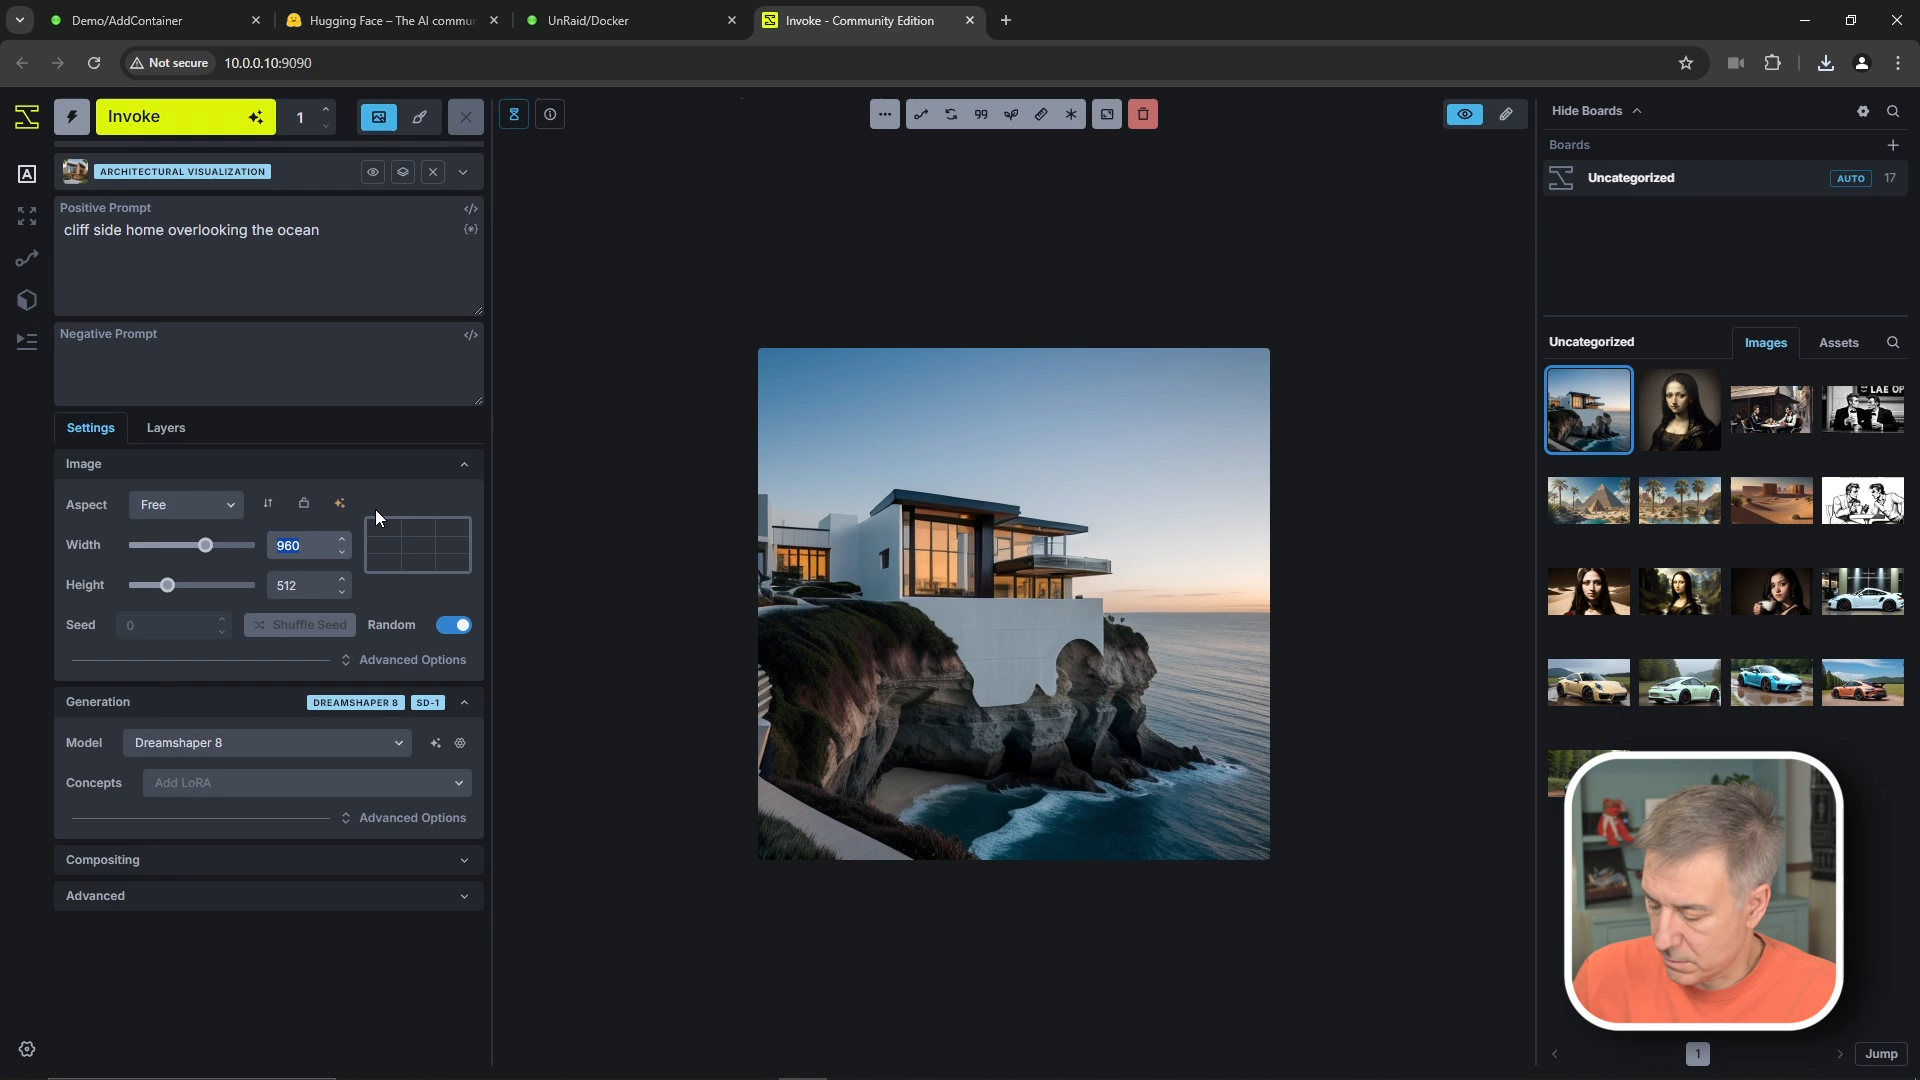 Demo/AddContainer
Hugging Face – The AI commun
UnRaid/Docker
Invoke - Community Edition
Not secure
10.0.0.10:9090
Invoke
1
Hide Boards
Boards
Uncategorized
AUTO
17
ARCHITECTURAL VISUALIZATION
Positive Prompt
cliff side home overlooking the ocean
Negative Prompt
Settings
Layers
Image
Aspect
Free
Width
960
Height
512
Seed
0
Shuffle Seed
Random
Advanced Options
Generation
DREAMSHAPER 8
SD-1
Model
Dreamshaper 8
Concepts
Add LoRA
Advanced Options
Compositing
Advanced
Uncategorized
Images
Assets
LAE OP
1
Jump